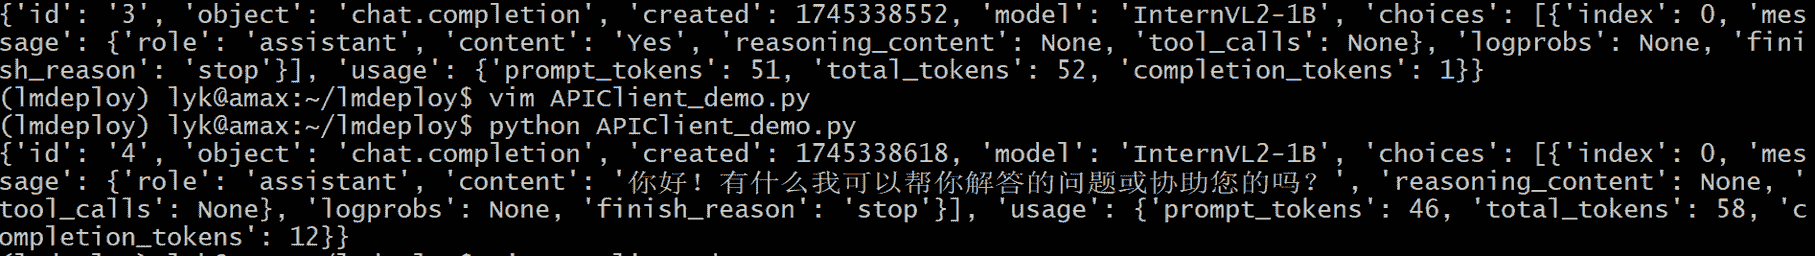 {'id': '3', 'object': 'chat.completion', 'created': 1745338552, 'model': 'InternVL2-1B', 'choices': [{'index': 0, 'mes
sage': {'role': 'assistant', 'content': 'Yes', 'reasoning_content': None, 'tool_calls': None}, 'logprobs': None, 'fini
sh_reason': 'stop'}], 'usage': {'prompt_tokens': 51, 'total_tokens': 52, 'completion_tokens': 1}}
(lmdeploy) lyk@amax:~/lmdeploy$ vim APIClient_demo.py
(lmdeploy) lyk@amax:~/lmdeploy$ python APIClient_demo.py
{'id': '4', 'object': 'chat.completion', 'created': 1745338618, 'model': 'InternVL2-1B', 'choices': [{'index': 0, 'mes
sage': {'role': 'assistant', 'content': '你好！有什么我可以帮你解答的问题或协助您的吗？', 'reasoning_content': None, '
tool_calls': None}, 'logprobs': None, 'finish_reason': 'stop'}], 'usage': {'prompt_tokens': 46, 'total_tokens': 58, 'c
ompletion_tokens': 12}}